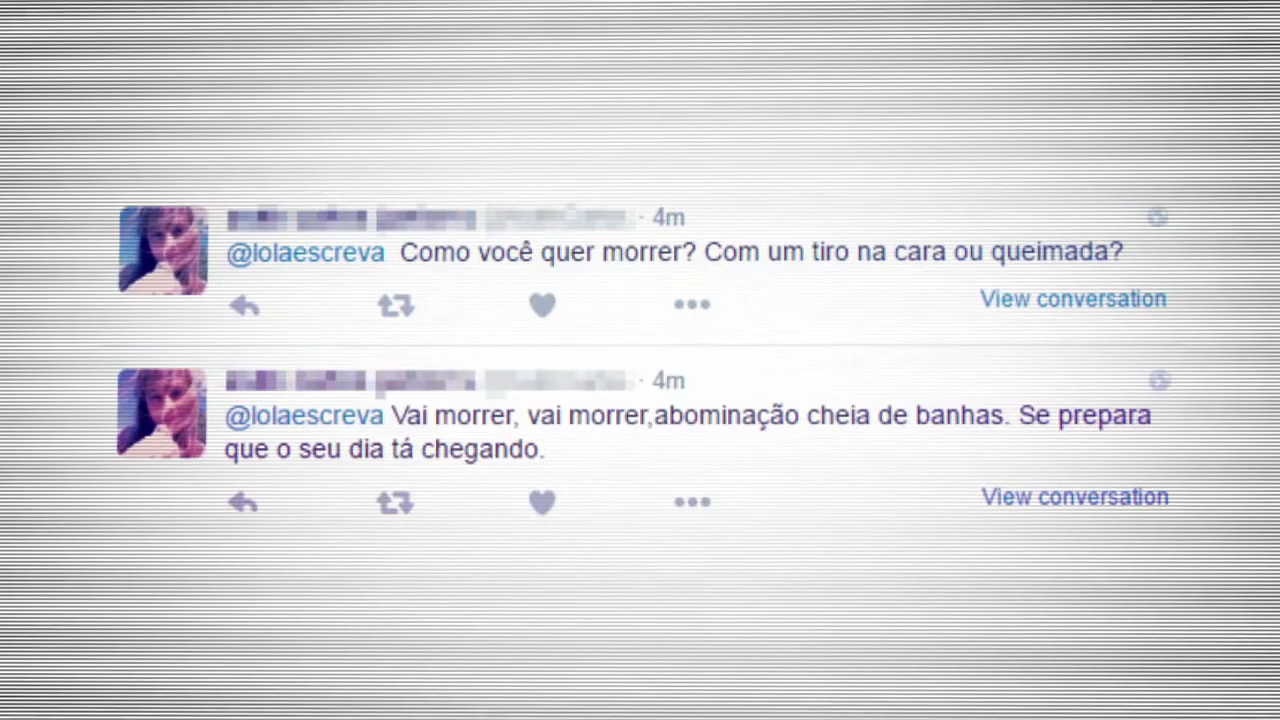 4m
@lolaescreva Como você quer morrer? Com um tiro na cara ou queimada?
View conversation
4m
@lolaescreva Vai morrer, vai morrer,abominação cheia de banhas. Se prepara
que o seu dia tá chegando.
View conversation